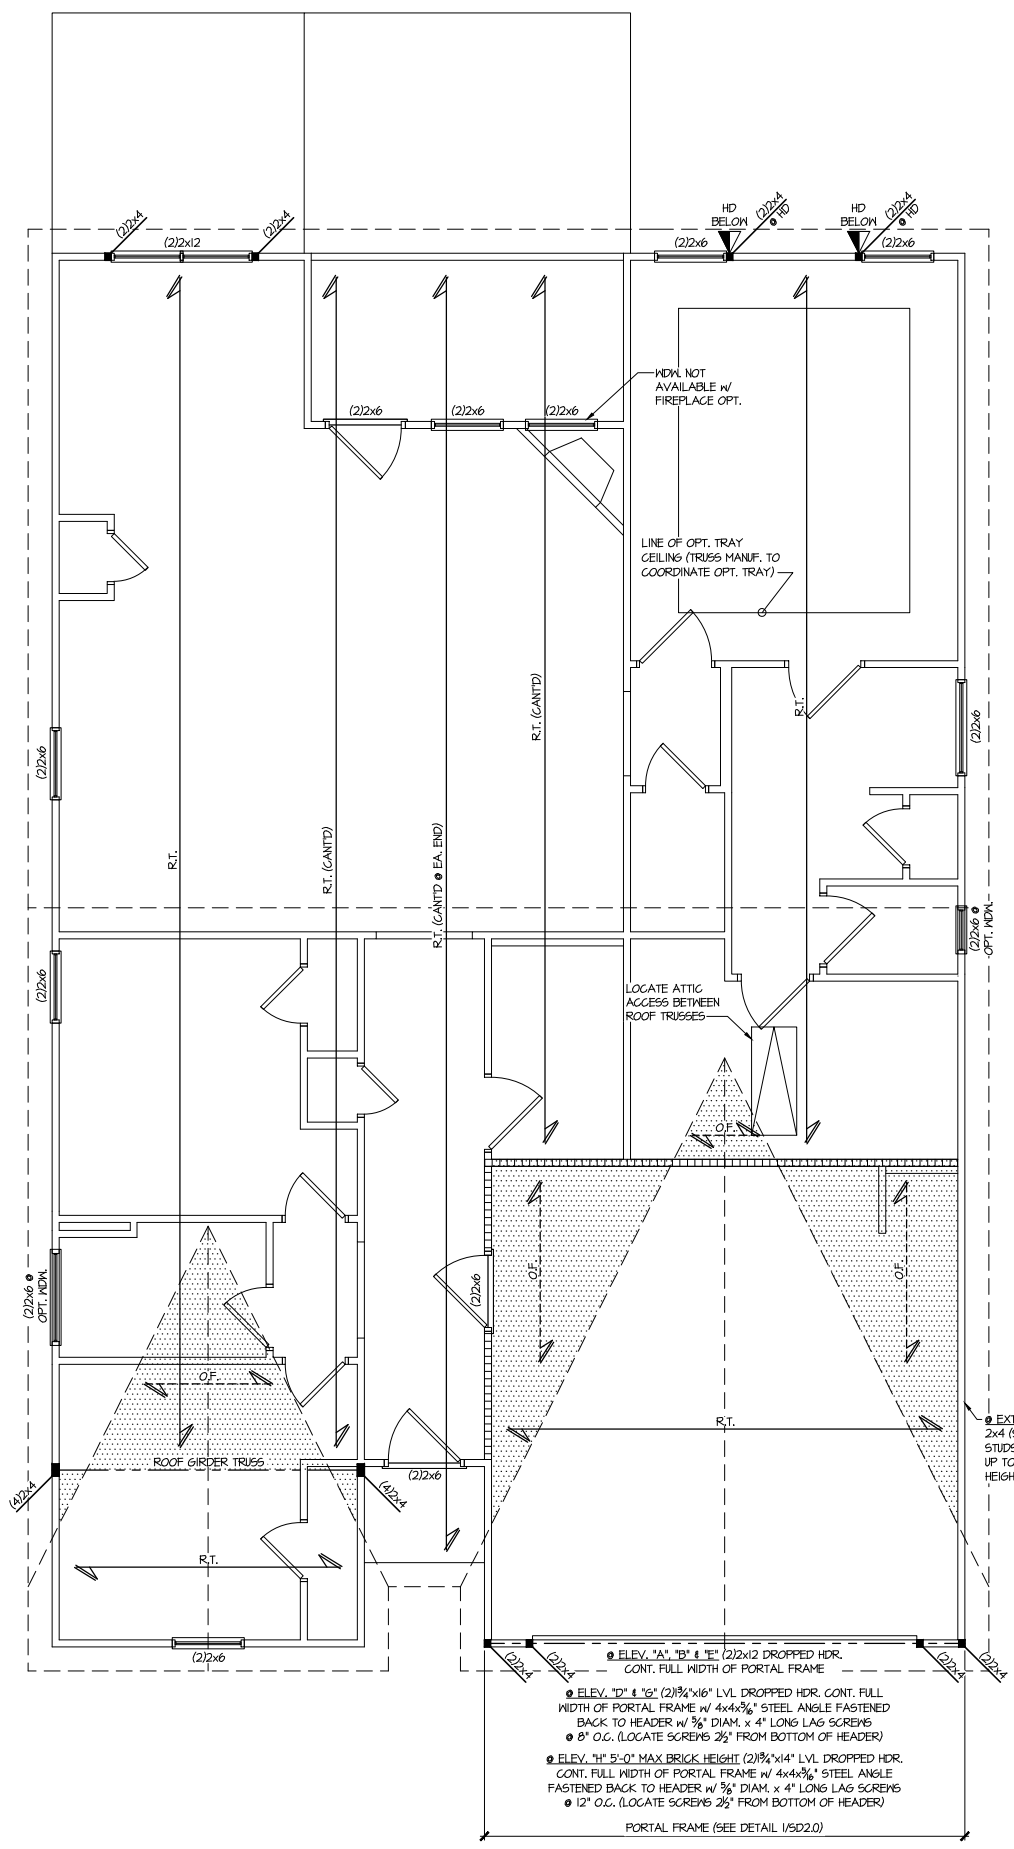 HD
BELOW
(2)2x4
@ HD
HD
BELOW
(2)2x4
@ HD
(2)2x4
(2)2x12
(2)2x4
(2)2x6
(2)2x6
WDW. NOT
AVAILABLE w/
FIREPLACE OPT.
(2)2x6
(2)2x6
(2)2x6
LINE OF OPT. TRAY
CEILING (TRUSS MANUF. TO
COORDINATE OPT. TRAY)
R.T. (CANT'D)
R.T.
(2)2x6
(2)2x6
R.T.
R.T. (CANT'D)
R.T. (CANT'D @ EA. END)
(2)2x6 @
OPT. WDW.
(2)2x6
LOCATE ATTIC
ACCESS BETWEEN
ROOF TRUSSES
O.F.
(2)2x6 @
OPT. WDW.
O.F.
(2)2x6
O.F.
O.F.
R.T.
@ EXT
2x4 (S
STUDS
UP TO
HEIGH
ROOF GIRDER TRUSS
(2)2x6
(4)2x4
(4)2x4
R.T.
(2)2x6
(2)2x4
(2)2x4
(2)2x4
(2)2x4
@ ELEV. "A", "B" & "E" (2)2x12 DROPPED HDR.
CONT. FULL WIDTH OF PORTAL FRAME
@ ELEV. "D" & "G" (2)1¾"x16" LVL DROPPED HDR. CONT. FULL
WIDTH OF PORTAL FRAME w/ 4x4x5/16" STEEL ANGLE FASTENED
BACK TO HEADER w/ 5/8" DIAM. x 4" LONG LAG SCREWS
@ 8" O.C. (LOCATE SCREWS 2½" FROM BOTTOM OF HEADER)
@ ELEV. "H" 5'-0" MAX BRICK HEIGHT (2)1¾"x14" LVL DROPPED HDR.
CONT. FULL WIDTH OF PORTAL FRAME w/ 4x4x5/16" STEEL ANGLE
FASTENED BACK TO HEADER w/ 5/8" DIAM. x 4" LONG LAG SCREWS
@ 12" O.C. (LOCATE SCREWS 2½" FROM BOTTOM OF HEADER)
PORTAL FRAME (SEE DETAIL 1/SD2.0)